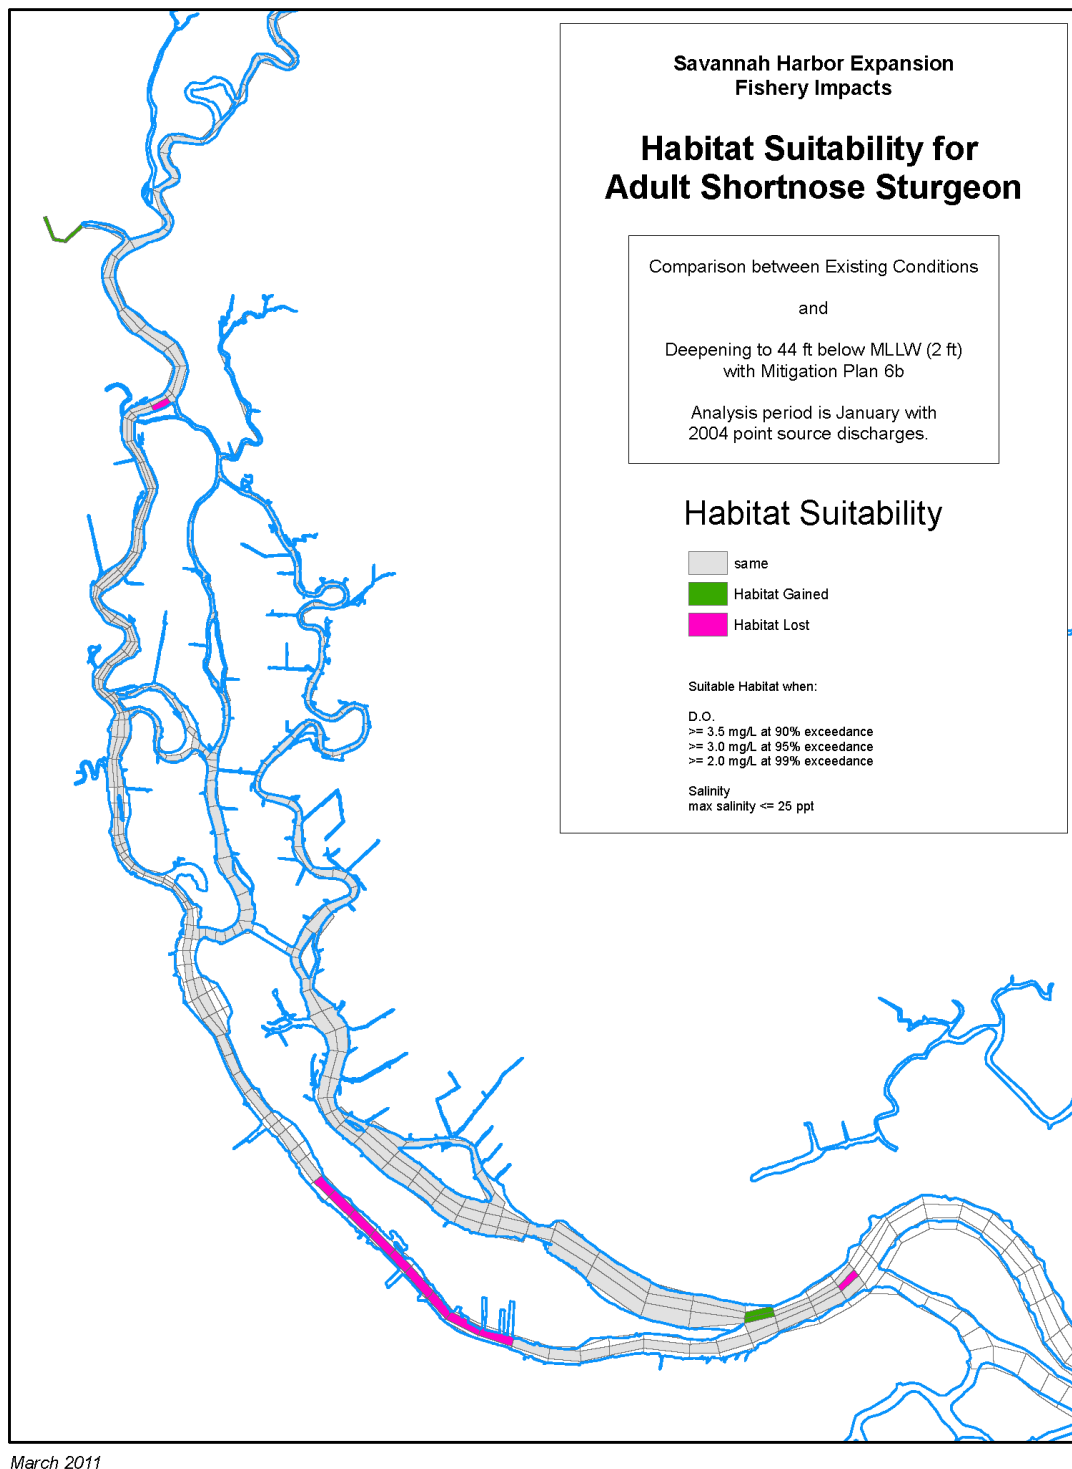 Savannah Harbor Expansion
Fishery Impacts
Habitat Suitability for
Adult Shortnose Sturgeon
Comparison between Existing Conditions
and
Deepening to 44 ft below MLLW (2 ft)
with Mitigation Plan 6b
Analysis period is January with
2004 point source discharges.
Habitat Suitability
same
Habitat Gained
Habitat Lost
Suitable Habitat when:
D.O.
>= 3.5 mg/L at 90% exceedance
>= 3.0 mg/L at 95% exceedance
>= 2.0 mg/L at 99% exceedance
Salinity
max salinity <= 25 ppt
March 2011